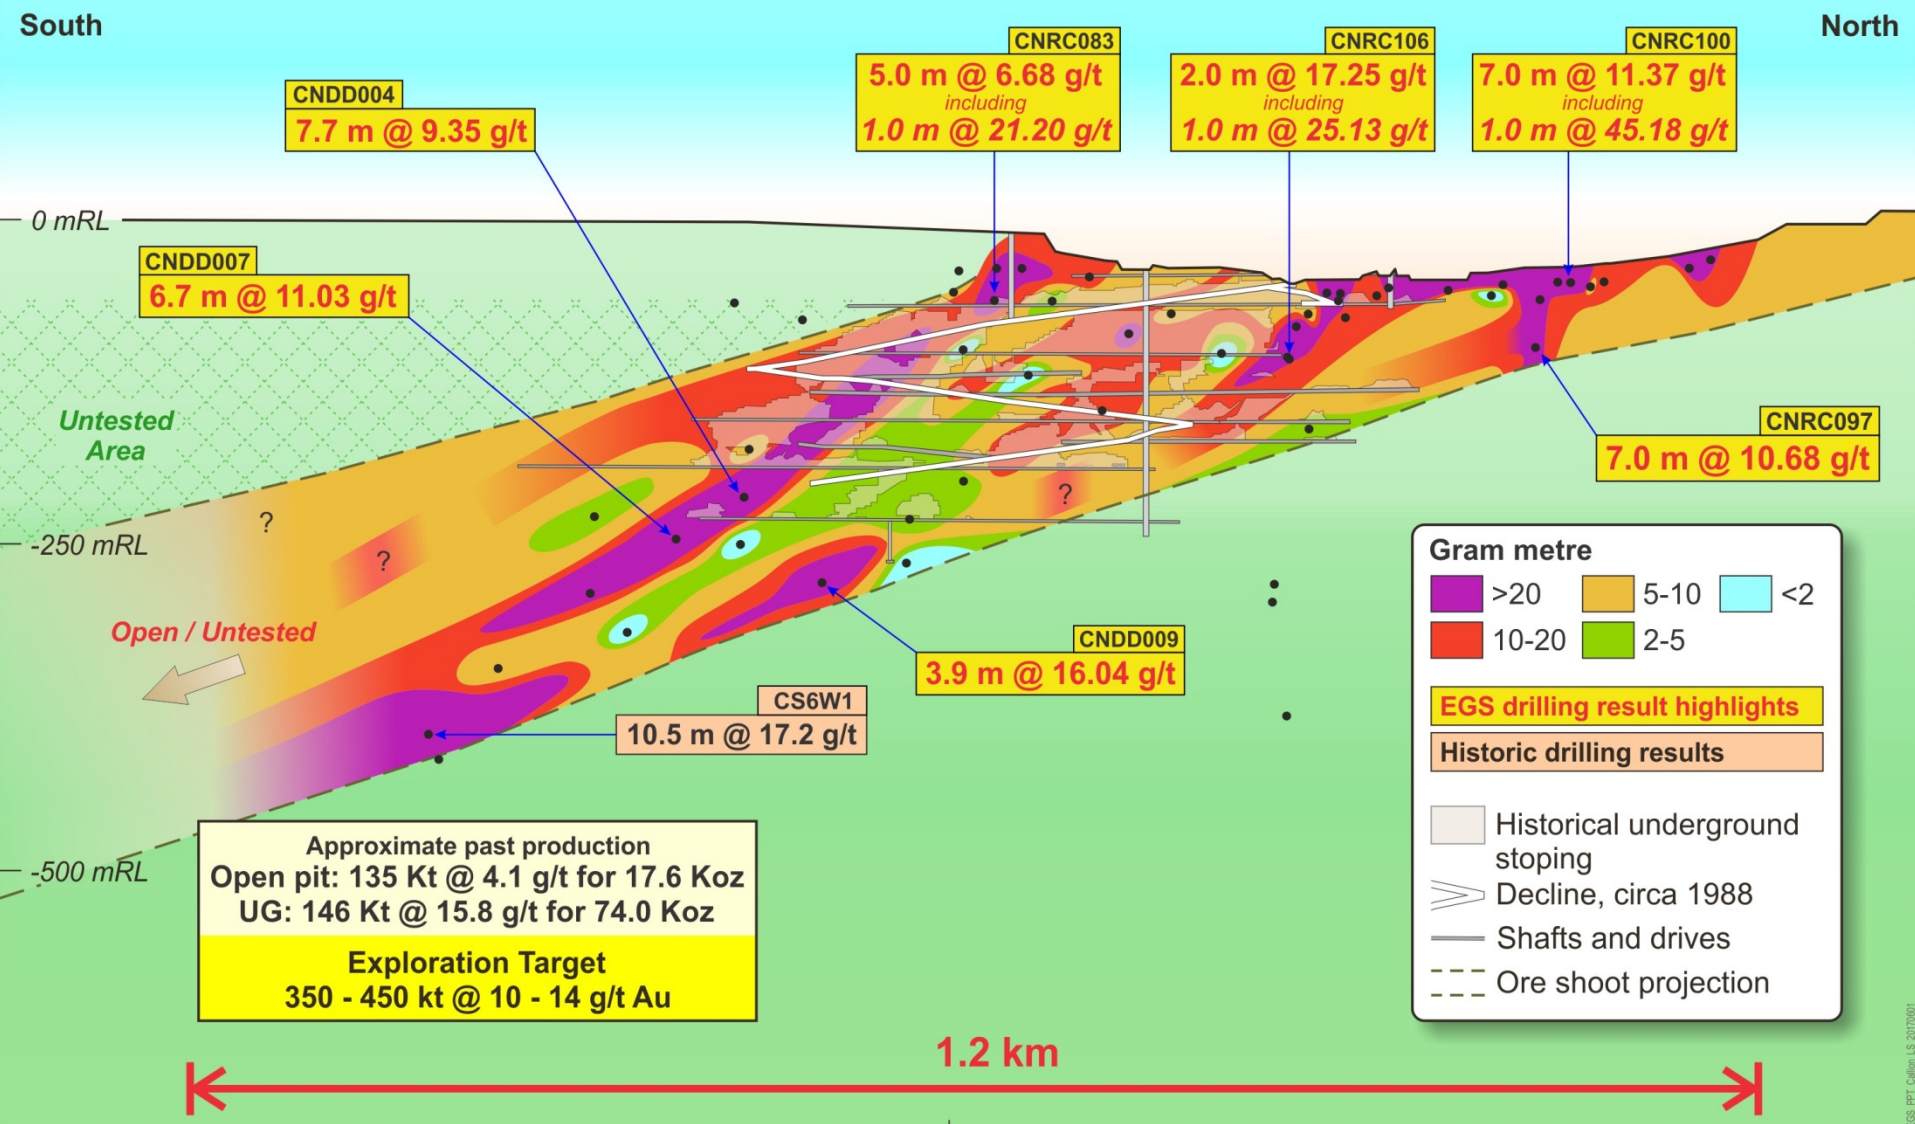 South
North
CNRC083
5.0 m @ 6.68 g/t
including
1.0 m @ 21.20 g/t
CNRC106
2.0 m @ 17.25 g/t
including
1.0 m @ 25.13 g/t
CNRC100
7.0 m @ 11.37 g/t
including
1.0 m @ 45.18 g/t
CNDD004
7.7 m @ 9.35 g/t
0 mRL
CNDD007
6.7 m @ 11.03 g/t
Untested
Area
CNRC097
7.0 m @ 10.68 g/t
?
?
?
-250 mRL
Open / Untested
CNDD009
3.9 m @ 16.04 g/t
CS6W1
10.5 m @ 17.2 g/t
-500 mRL
Approximate past production
Open pit: 135 Kt @ 4.1 g/t for 17.6 Koz
UG: 146 Kt @ 15.8 g/t for 74.0 Koz
Exploration Target
350 - 450 kt @ 10 - 14 g/t Au
Gram metre
>20
5-10
<2
10-20
2-5
EGS drilling result highlights
Historic drilling results
Historical underground
stoping
Decline, circa 1988
Shafts and drives
Ore shoot projection
1.2 km
EGS PPT Callion LS 20170601